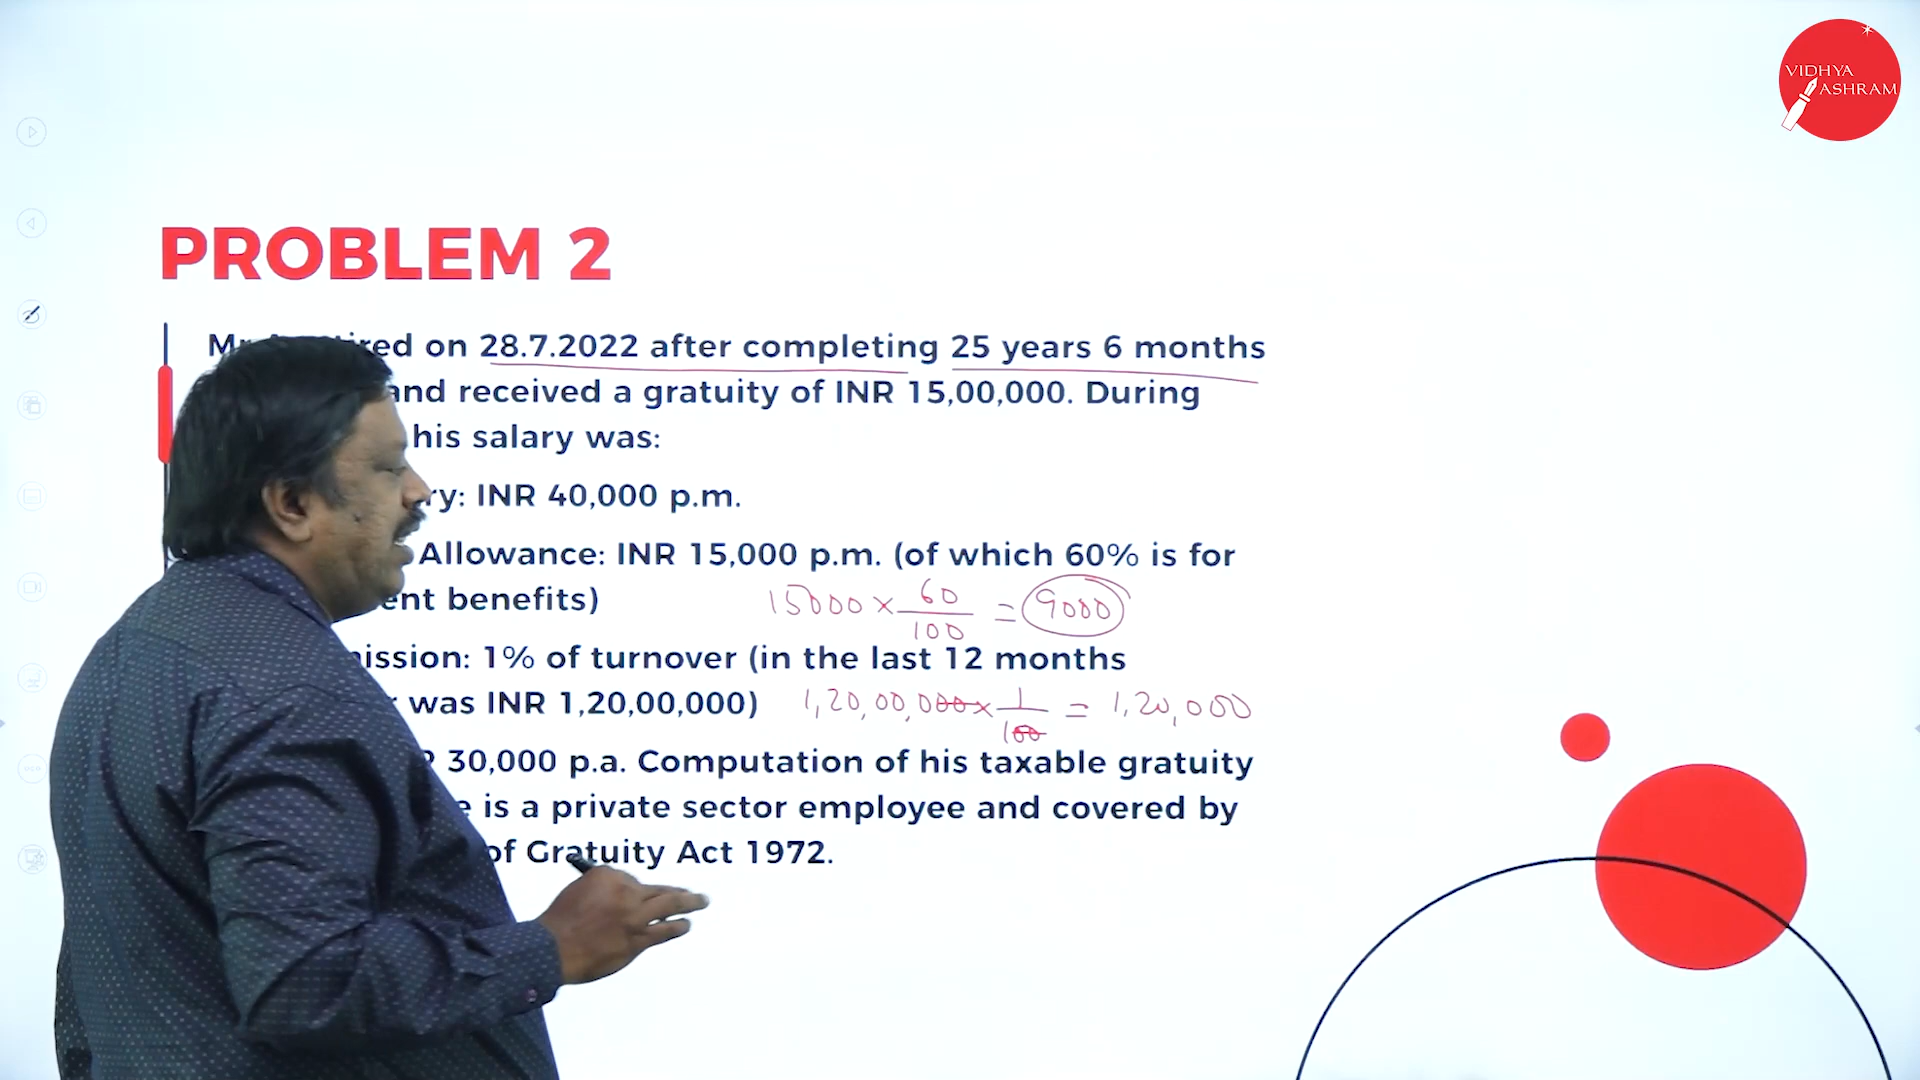 VIDHYA
ASHRAM
PROBLEM 2
on 28.7.2022 after completing 25 years 6 months
and received a gratuity of INR 15,00,000. During
his salary was:
INR 40,000 p.m.
Allowance: INR 15,000 p.m. (of which 60% is for
benefits)
15000 × 60/100 = 9000
1% of turnover (in the last 12 months
was INR 1,20,00,000)
1,20,00,000 × 1/100 = 1,20,000
30,000 p.a. Computation of his taxable gratuity
is a private sector employee and covered by
of Gratuity Act 1972.